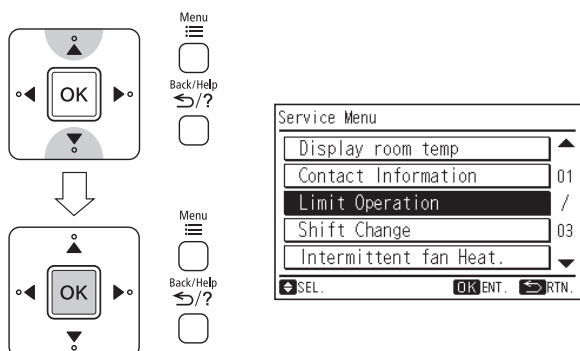 Menu
OK
Back/Help
/?
Menu
OK
Back/Help
/?
Service Menu
Display room temp
Contact Information
01
Limit Operation
/
Shift Change
03
Intermittent fan Heat.
SEL. OK ENT. RTN.